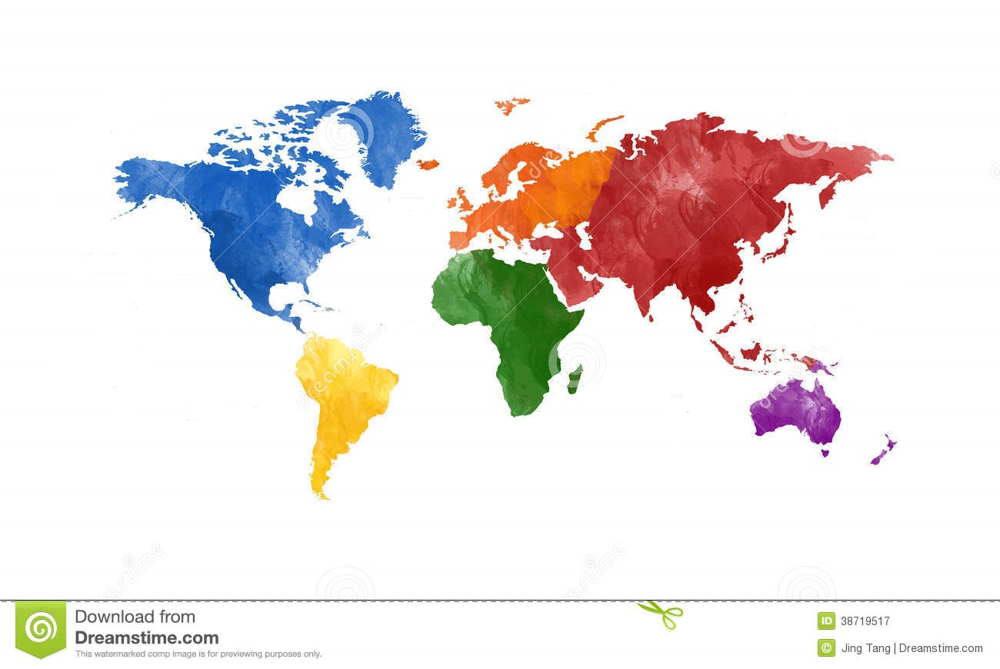 Download from
Dreamstime.com
This watermarked comp image is for previewing purposes only.
ID 38719517
© Jing Tang | Dreamstime.com